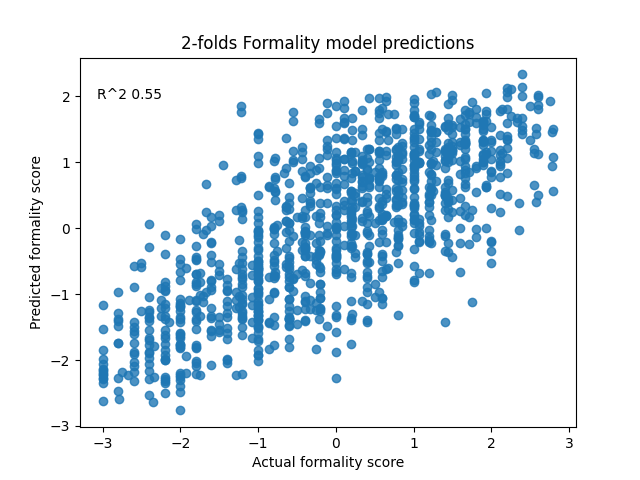 2-folds Formality model predictions
R^2 0.55
Predicted formality score
2
1
0
−1
−2
−3
−3 −2 −1 0 1 2 3
Actual formality score